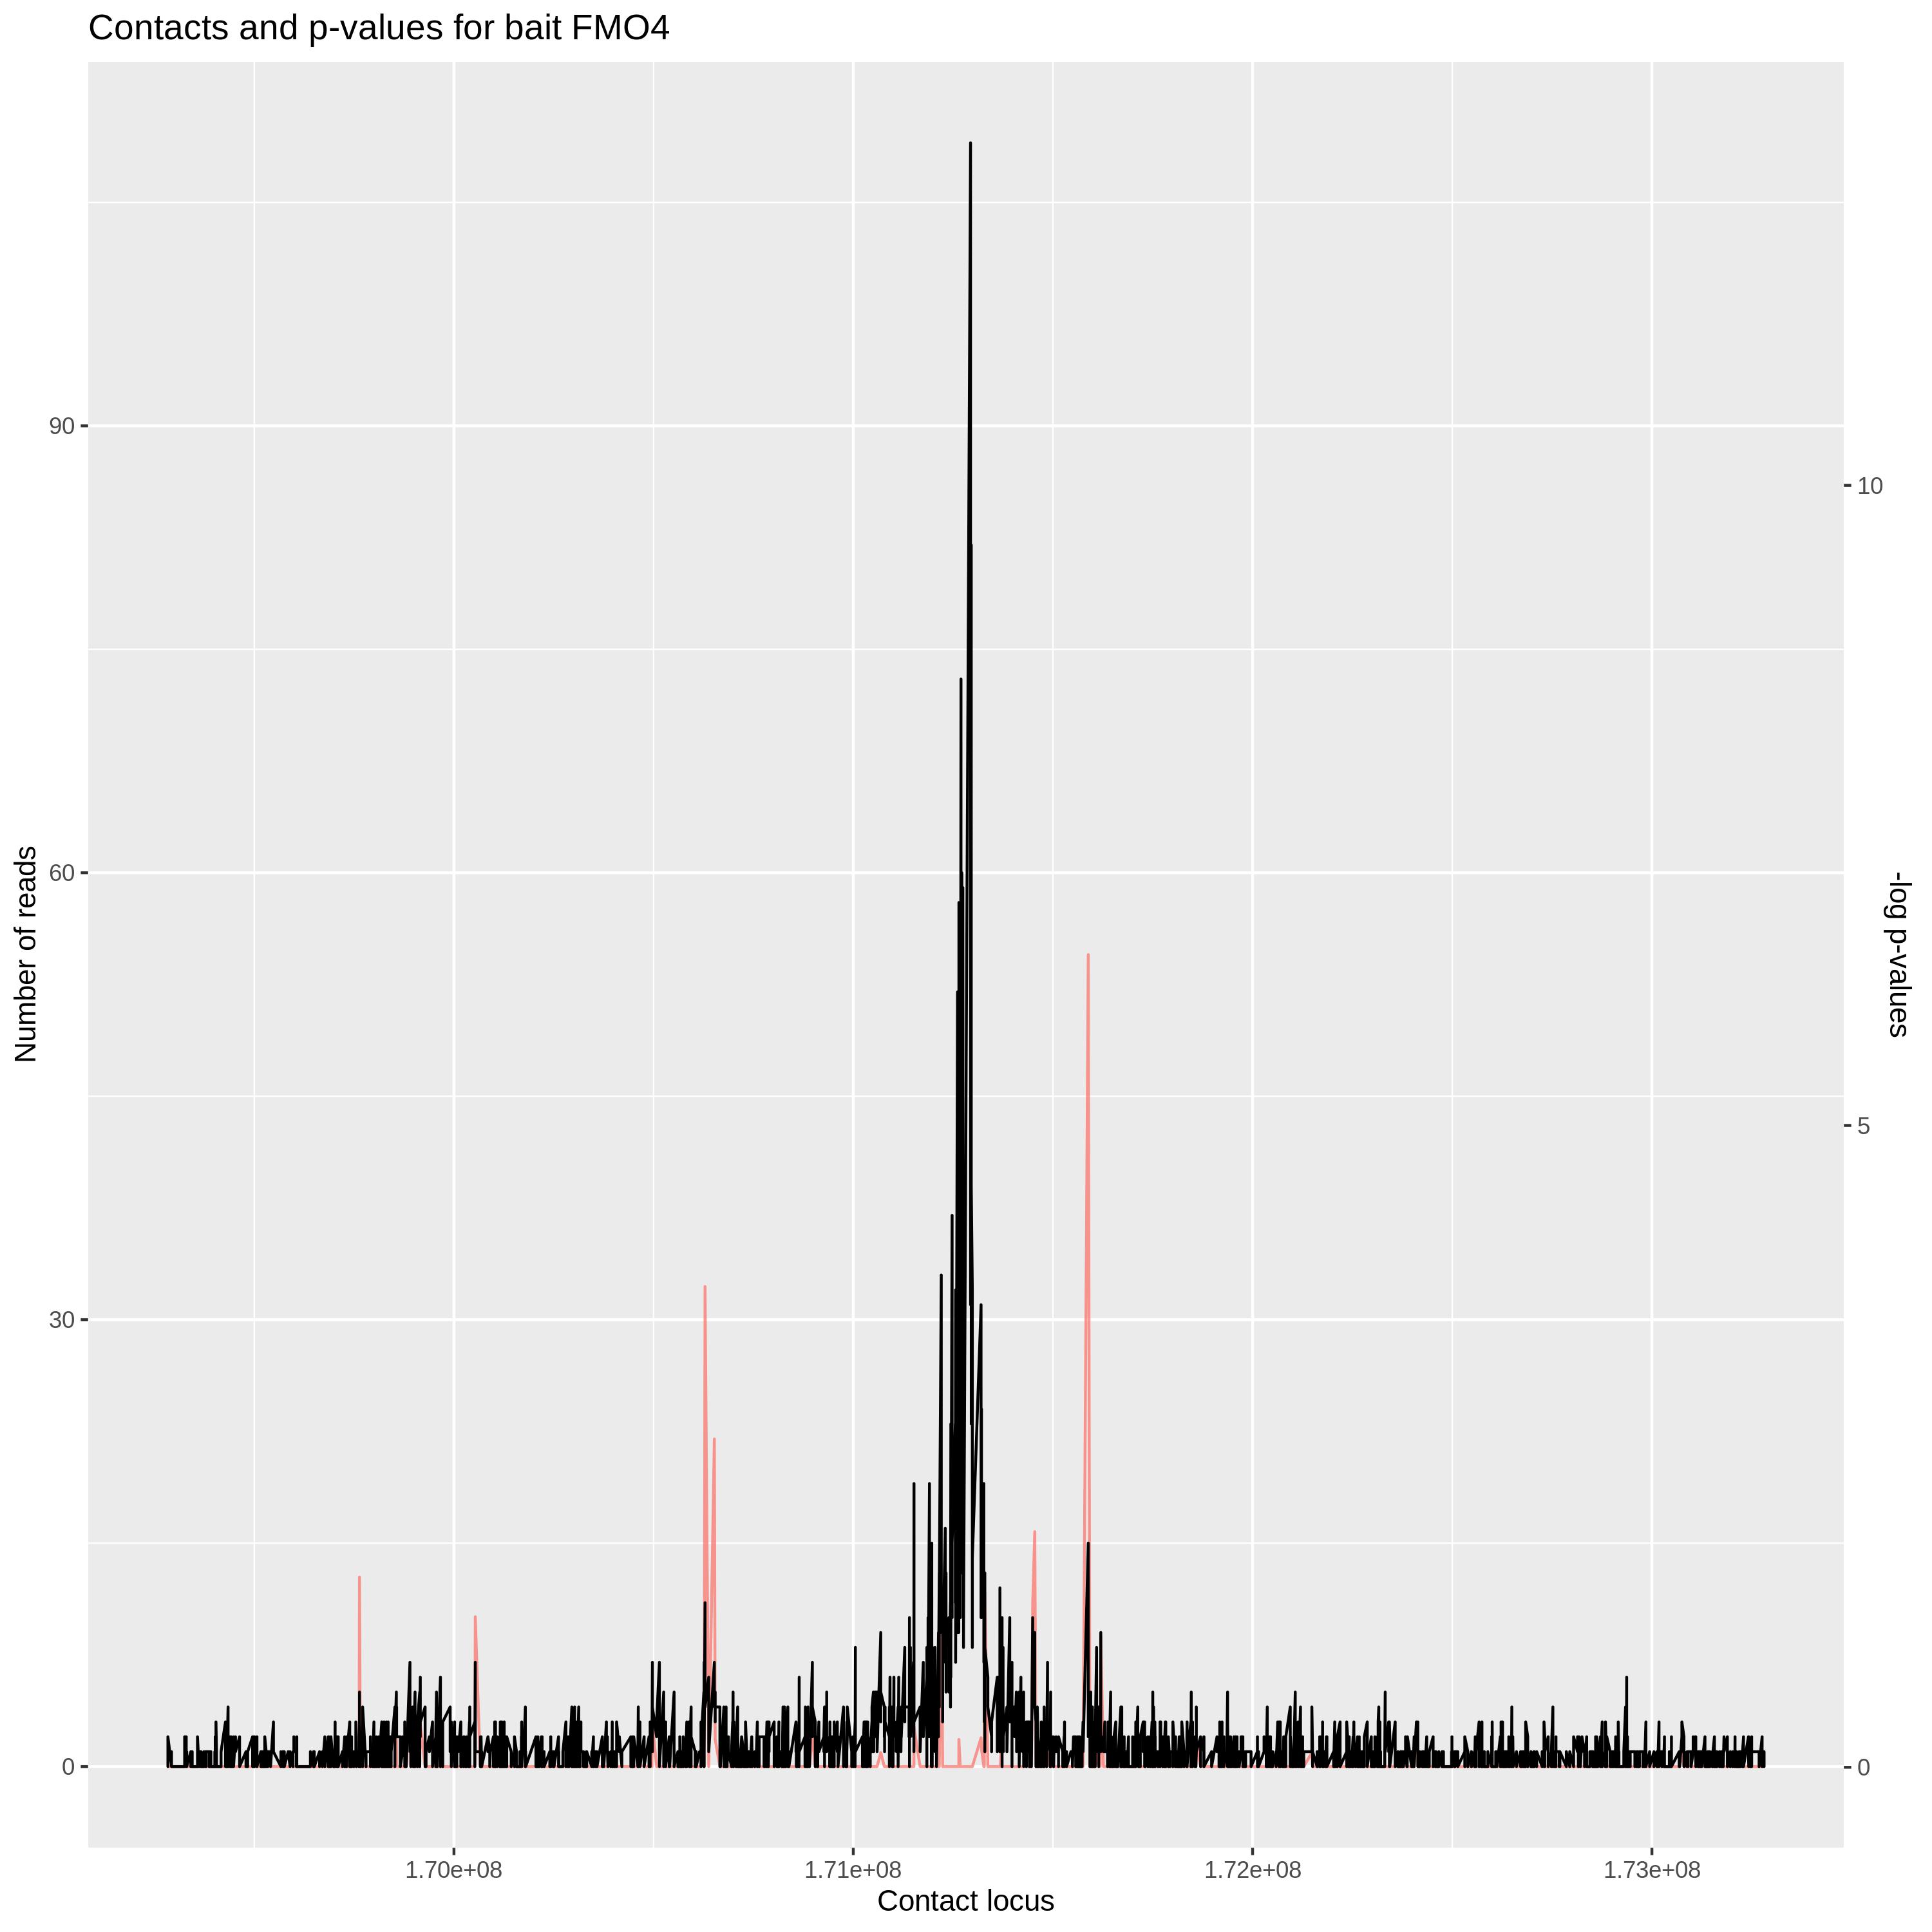 Contacts and p-values for bait FMO4
90
60
30
0
Number of reads
10
5
0
-log p-values
1.70e+08
1.71e+08
1.72e+08
1.73e+08
Contact locus